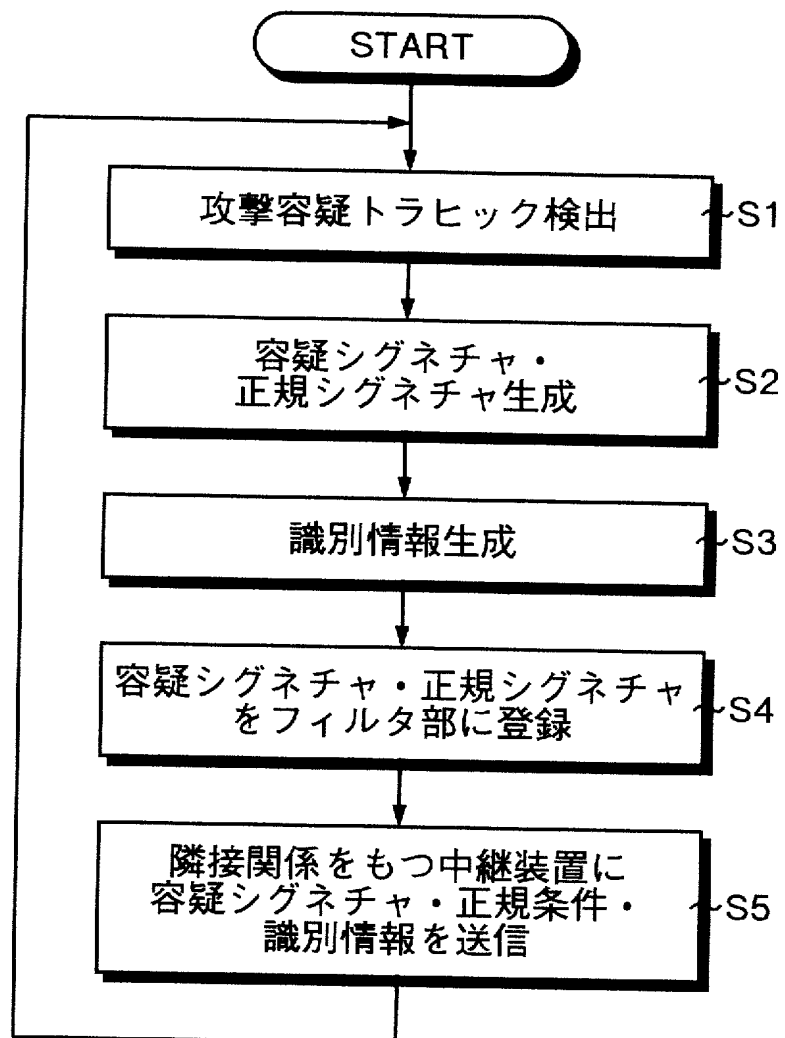 START
攻撃容疑トラヒック検出
S1
容疑シグネチャ・
正規シグネチャ生成
S2
識別情報生成
S3
容疑シグネチャ・正規シグネチャ
をフィルタ部に登録
S4
隣接関係をもつ中継装置に
容疑シグネチャ・正規条件・
識別情報を送信
S5